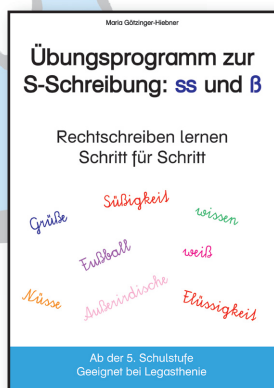 Maria Götzinger-Hiebner
Übungsprogramm zur
S-Schreibung: ss und ß
Rechtschreiben lernen
Schritt für Schritt
Süßigkeit
Grüße
wissen
Fußball
weiß
Nüsse
Außerirdische
Flüssigkeit
Ab der 5. Schulstufe
Geeignet bei Legasthenie